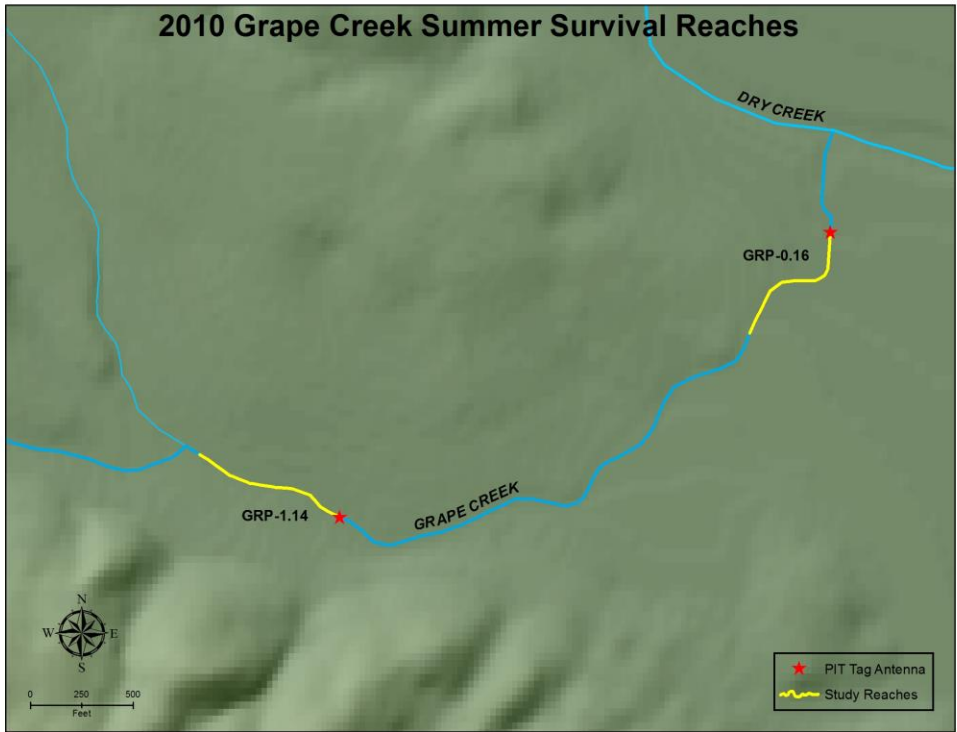 2010 Grape Creek Summer Survival Reaches
DRY CREEK
GRP-0.16
GRP-1.14
GRAPE CREEK
N
W E
S
0 250 500
Feet
PIT Tag Antenna
Study Reaches